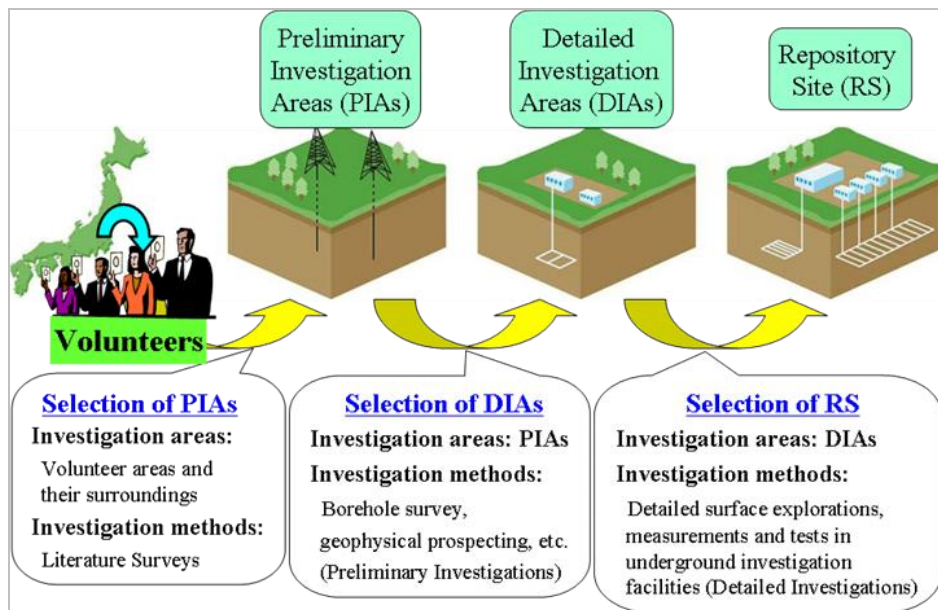 Preliminary
Investigation
Areas (PIAs)
Detailed
Investigation
Areas (DIAs)
Repository
Site (RS)
Volunteers
Selection of PIAs
Investigation areas:
Volunteer areas and
their surroundings
Investigation methods:
Literature Surveys
Selection of DIAs
Investigation areas: PIAs
Investigation methods:
Borehole survey,
geophysical prospecting, etc.
(Preliminary Investigations)
Selection of RS
Investigation areas: DIAs
Investigation methods:
Detailed surface explorations,
measurements and tests in
underground investigation
facilities (Detailed Investigations)